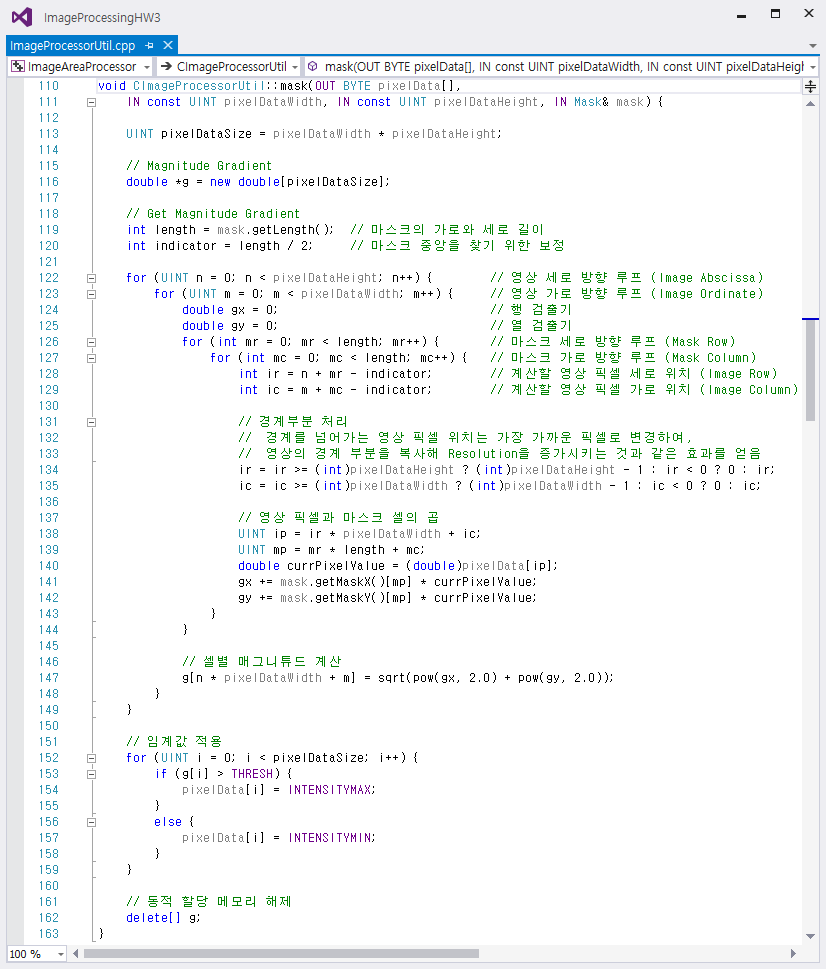 ImageProcessingHW3
ImageProcessorUtil.cpp
ImageAreaProcessor CImageProcessorUtil mask(OUT BYTE pixelData[], IN const UINT pixelDataWidth, IN const UINT pixelDataHeigh
110 void CImageProcessorUtil::mask(OUT BYTE pixelData[],
111 IN const UINT pixelDataWidth, IN const UINT pixelDataHeight, IN Mask& mask) {
112
113 UINT pixelDataSize = pixelDataWidth * pixelDataHeight;
114
115 // Magnitude Gradient
116 double *g = new double[pixelDataSize];
117
118 // Get Magnitude Gradient
119 int length = mask.getLength(); // 마스크의 가로와 세로 길이
120 int indicator = length / 2; // 마스크 중앙을 찾기 위한 보정
121
122 for (UINT n = 0; n < pixelDataHeight; n++) { // 영상 세로 방향 루프 (Image Abscissa)
123 for (UINT m = 0; m < pixelDataWidth; m++) { // 영상 가로 방향 루프 (Image Ordinate)
124 double gx = 0; // 행 검출기
125 double gy = 0; // 열 검출기
126 for (int mr = 0; mr < length; mr++) { // 마스크 세로 방향 루프 (Mask Row)
127 for (int mc = 0; mc < length; mc++) { // 마스크 가로 방향 루프 (Mask Column)
128 int ir = n + mr - indicator; // 계산할 영상 픽셀 세로 위치 (Image Row)
129 int ic = m + mc - indicator; // 계산할 영상 픽셀 가로 위치 (Image Column)
130
131 // 경계부분 처리
132 // 경계를 넘어가는 영상 픽셀 위치는 가장 가까운 픽셀로 변경하여,
133 // 영상의 경계 부분을 복사해 Resolution을 증가시키는 것과 같은 효과를 얻음
134 ir = ir >= (int)pixelDataHeight ? (int)pixelDataHeight - 1 : ir < 0 ? 0 : ir;
135 ic = ic >= (int)pixelDataWidth ? (int)pixelDataWidth - 1 : ic < 0 ? 0 : ic;
136
137 // 영상 픽셀과 마스크 셀의 곱
138 UINT ip = ir * pixelDataWidth + ic;
139 UINT mp = mr * length + mc;
140 double currPixelValue = (double)pixelData[ip];
141 gx += mask.getMaskX()[mp] * currPixelValue;
142 gy += mask.getMaskY()[mp] * currPixelValue;
143 }
144 }
145
146 // 셀별 매그니튜드 계산
147 g[n * pixelDataWidth + m] = sqrt(pow(gx, 2.0) + pow(gy, 2.0));
148 }
149 }
150
151 // 임계값 적용
152 for (UINT i = 0; i < pixelDataSize; i++) {
153 if (g[i] > THRESH) {
154 pixelData[i] = INTENSITYMAX;
155 }
156 else {
157 pixelData[i] = INTENSITYMIN;
158 }
159 }
160
161 // 동적 할당 메모리 해제
162 delete[] g;
163 }
100 %